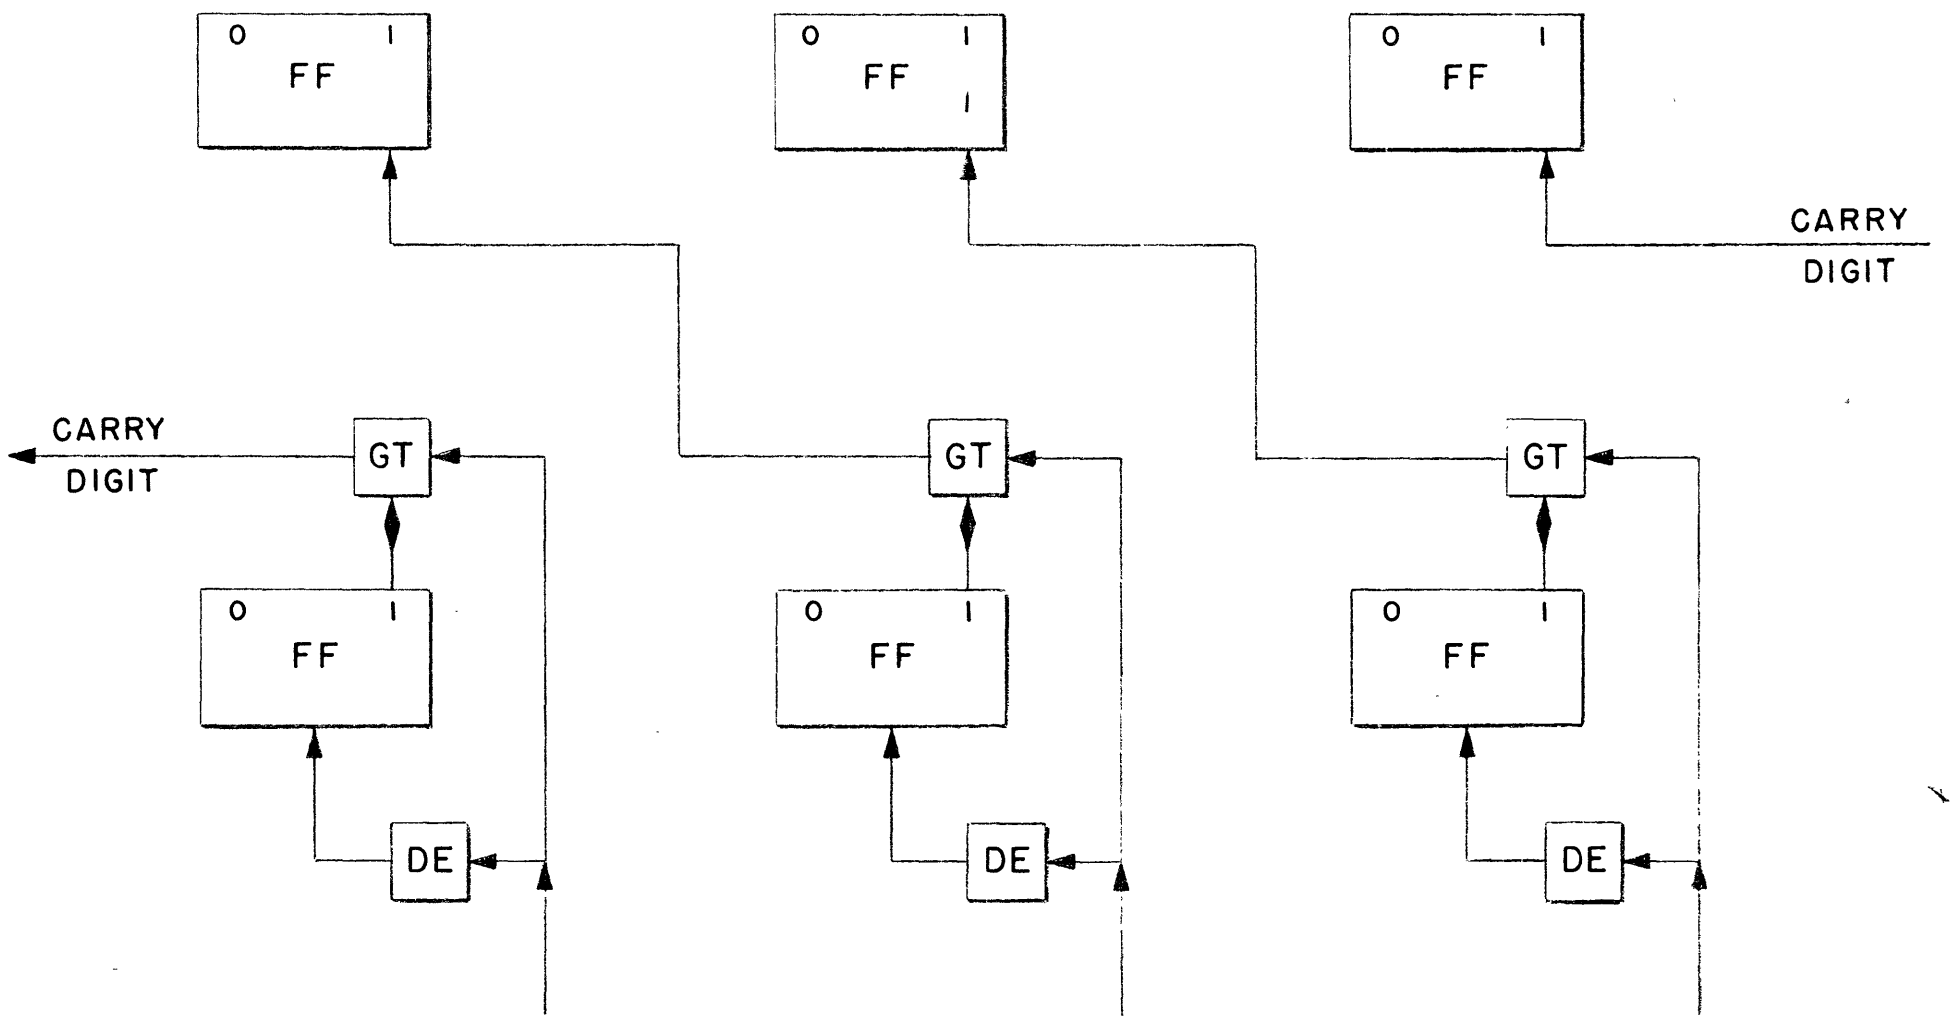 0 1 0 1 0 1
FF FF FF
1
CARRY
DIGIT
CARRY
DIGIT
GT GT GT
0 1 0 1 0 1
FF FF FF
DE DE DE